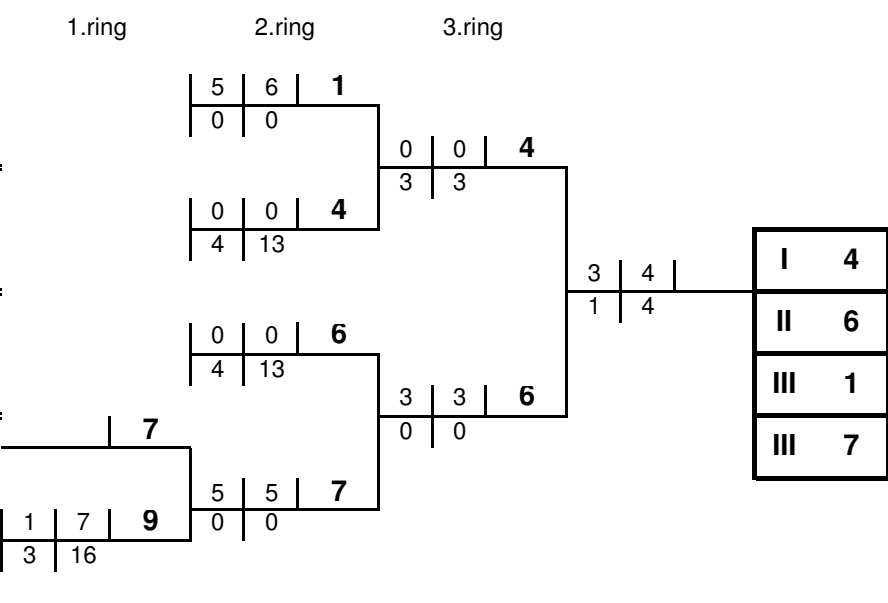 1.ring 2.ring 3.ring
5 6 1
0 0
0 0 4
3 3
0 0 4
4 13
I 4
3 4
1 4
II 6
0 0 6
4 13
III 1
3 3 6
0 0
7
III 7
5 5 7
0 0
1 7 9
3 16